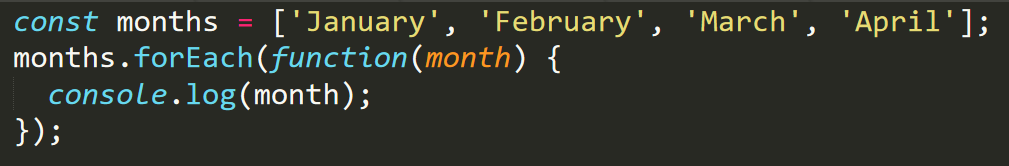 const months = ['January', 'February', 'March', 'April'];
months.forEach(function(month) {
  console.log(month);
});